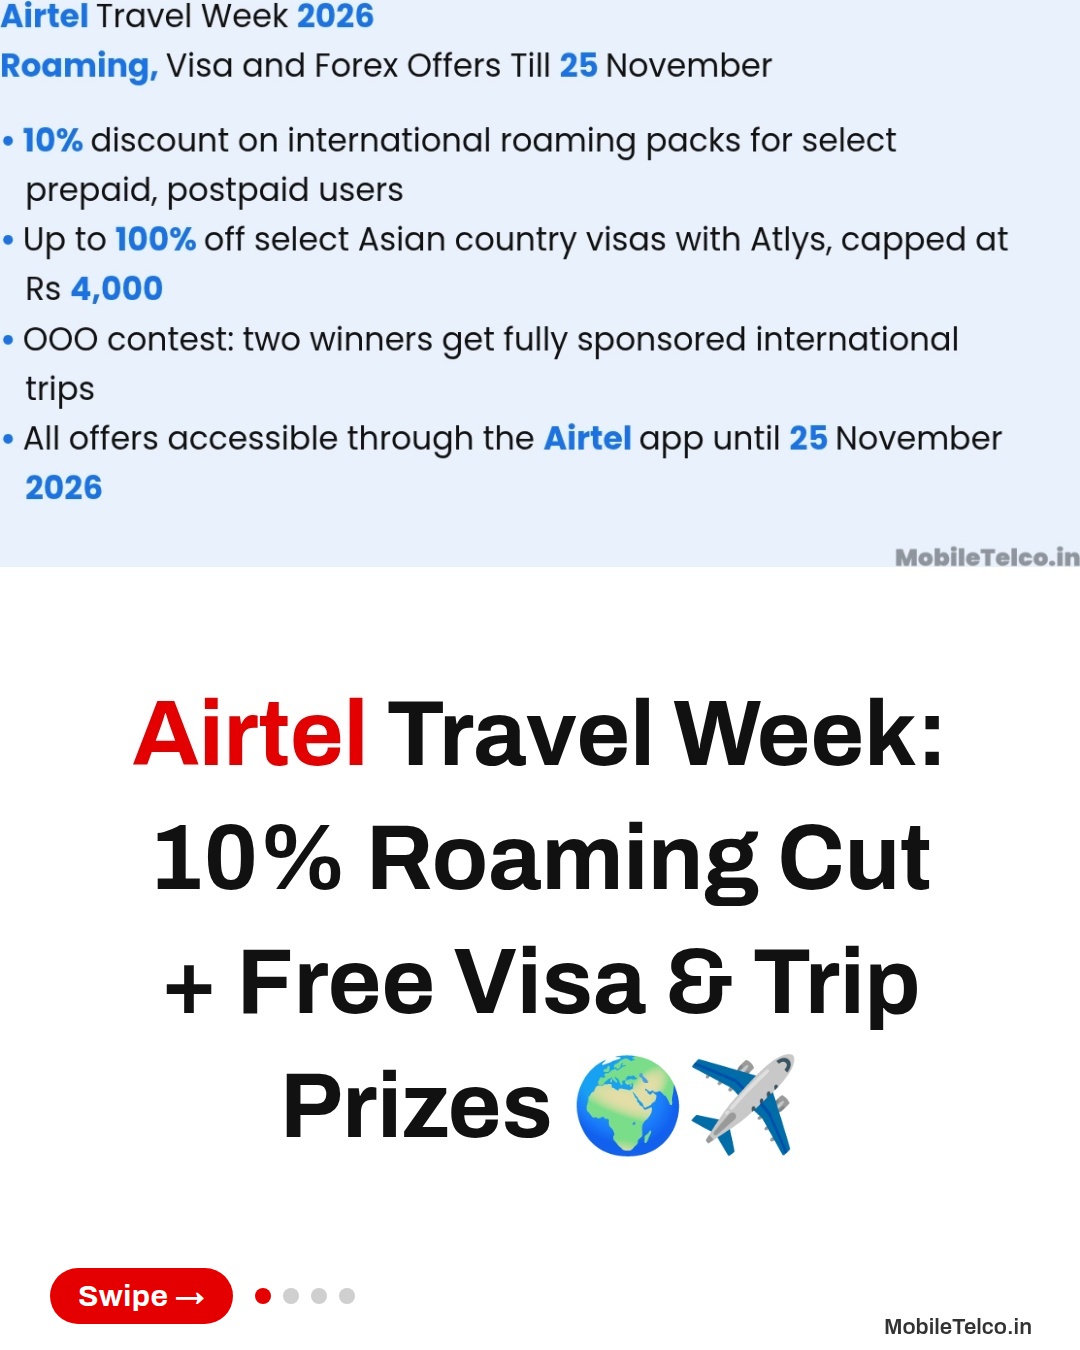 Airtel Travel Week 2026
Roaming, Visa and Forex Offers Till 25 November
• 10% discount on international roaming packs for select
prepaid, postpaid users
• Up to 100% off select Asian country visas with Atlys, capped at
Rs 4,000
• OOO contest: two winners get fully sponsored international
trips
• All offers accessible through the Airtel app until 25 November
2026
MobileTelco.in
Airtel Travel Week:
10% Roaming Cut
+ Free Visa & Trip
Prizes 🌍✈️
Swipe →
MobileTelco.in